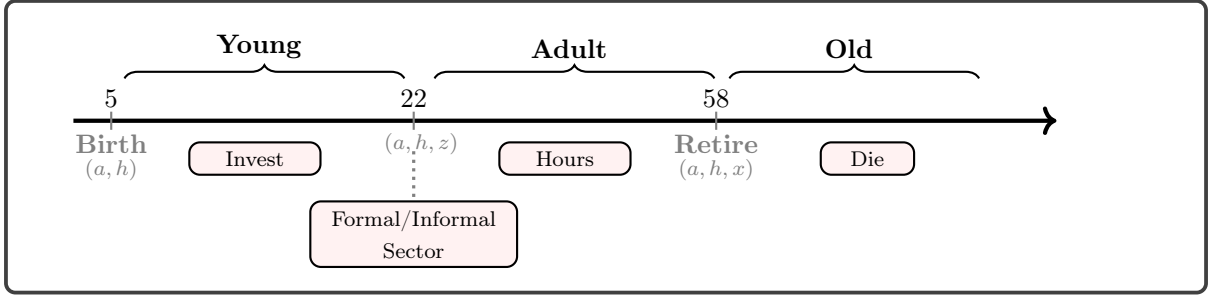 Young Adult Old
5 22 58
Birth (a, h, z) Retire
(a, h) (a, h, x)
Invest Hours Die
Formal/Informal
Sector